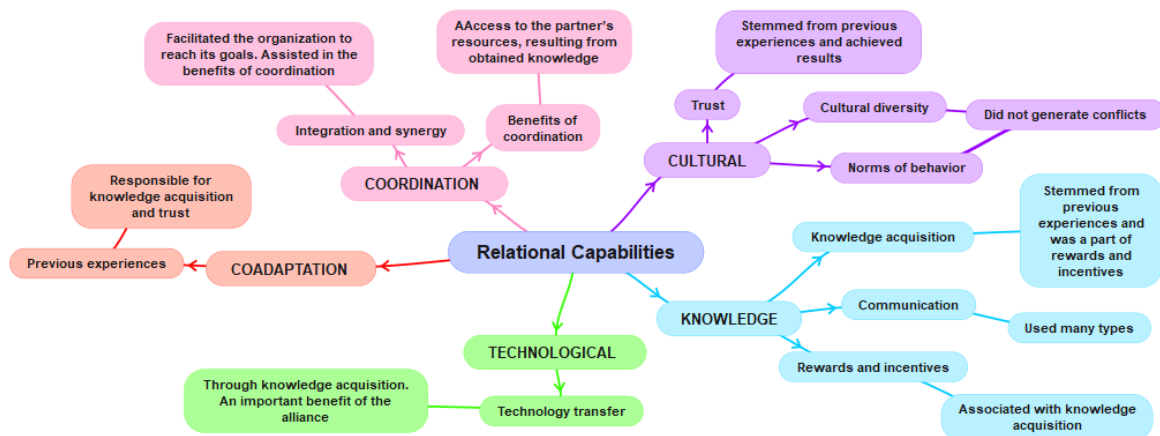 Facilitated the organization to
reach its goals. Assisted in the
benefits of coordination
AAccess to the partner's
resources, resulting from
obtained knowledge
Integration and synergy
Benefits of
coordination
COORDINATION
Stemmed from previous
experiences and achieved
results
Trust
Cultural diversity
Did not generate conflicts
CULTURAL
Norms of behavior
Responsible for
knowledge acquisition
and trust
Previous experiences
COADAPTATION
Relational Capabilities
Knowledge acquisition
Stemmed from
previous
experiences and
was a part of
rewards and
incentives
KNOWLEDGE
Communication
Used many types
Rewards and incentives
Associated with knowledge
acquisition
TECHNOLOGICAL
Through knowledge acquisition.
An important benefit of the
alliance
Technology transfer